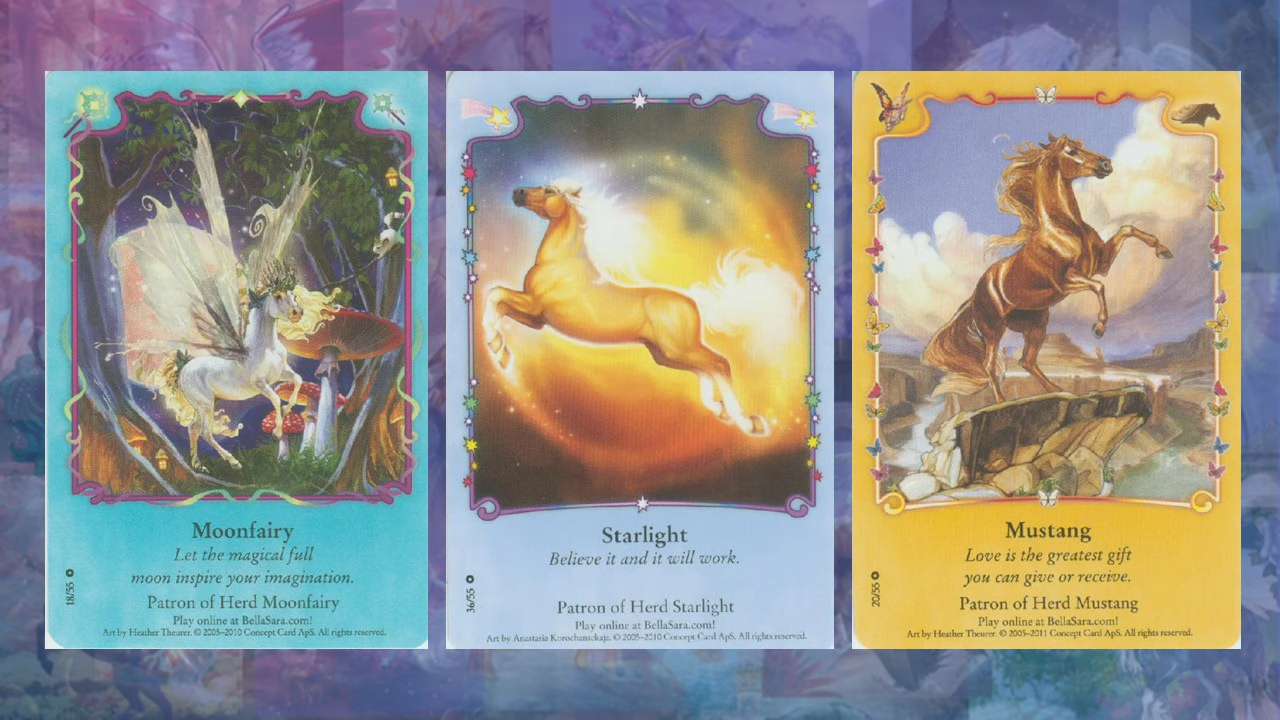 Moonfairy
Let the magical full
moon inspire your imagination.
Patron of Herd Moonfairy
Play online at BellaSara.com!
Art by Heather Theurer. © 2005-2010 Concept Card ApS. All rights reserved.
18/55
Starlight
Believe it and it will work.
Patron of Herd Starlight
Play online at BellaSara.com!
Art by Anastasia Korochansckaja. © 2005-2010 Concept Card ApS. All rights reserved.
36/55
Mustang
Love is the greatest gift
you can give or receive.
Patron of Herd Mustang
Play online at BellaSara.com!
Art by Heather Theurer. © 2005-2011 Concept Card ApS. All rights reserved.
20/55